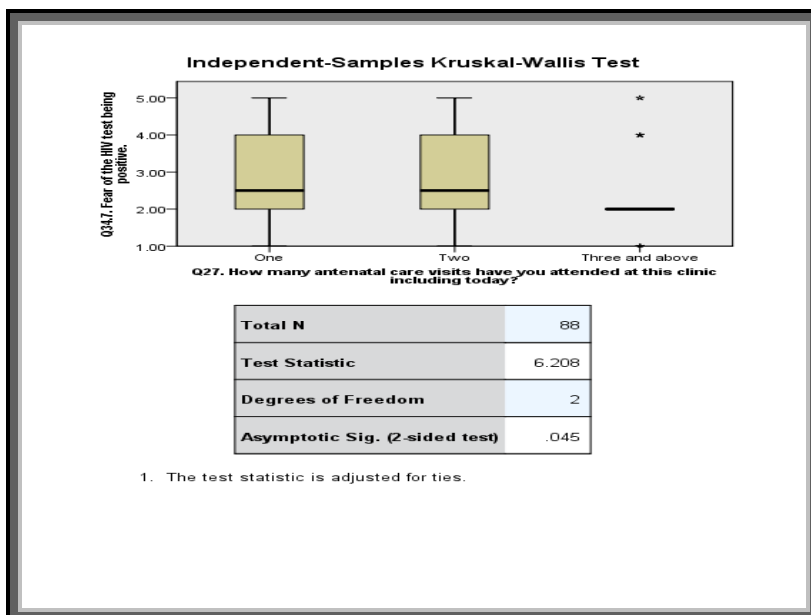 Independent-Samples Kruskal-Wallis Test
Q34.7. Fear of the HIV test being
positive.
5.00
4.00
3.00
2.00
1.00
One Two Three and above
Q27. How many antenatal care visits have you attended at this clinic
including today?
Total N 88
Test Statistic 6.208
Degrees of Freedom 2
Asymptotic Sig. (2-sided test) .045
1. The test statistic is adjusted for ties.